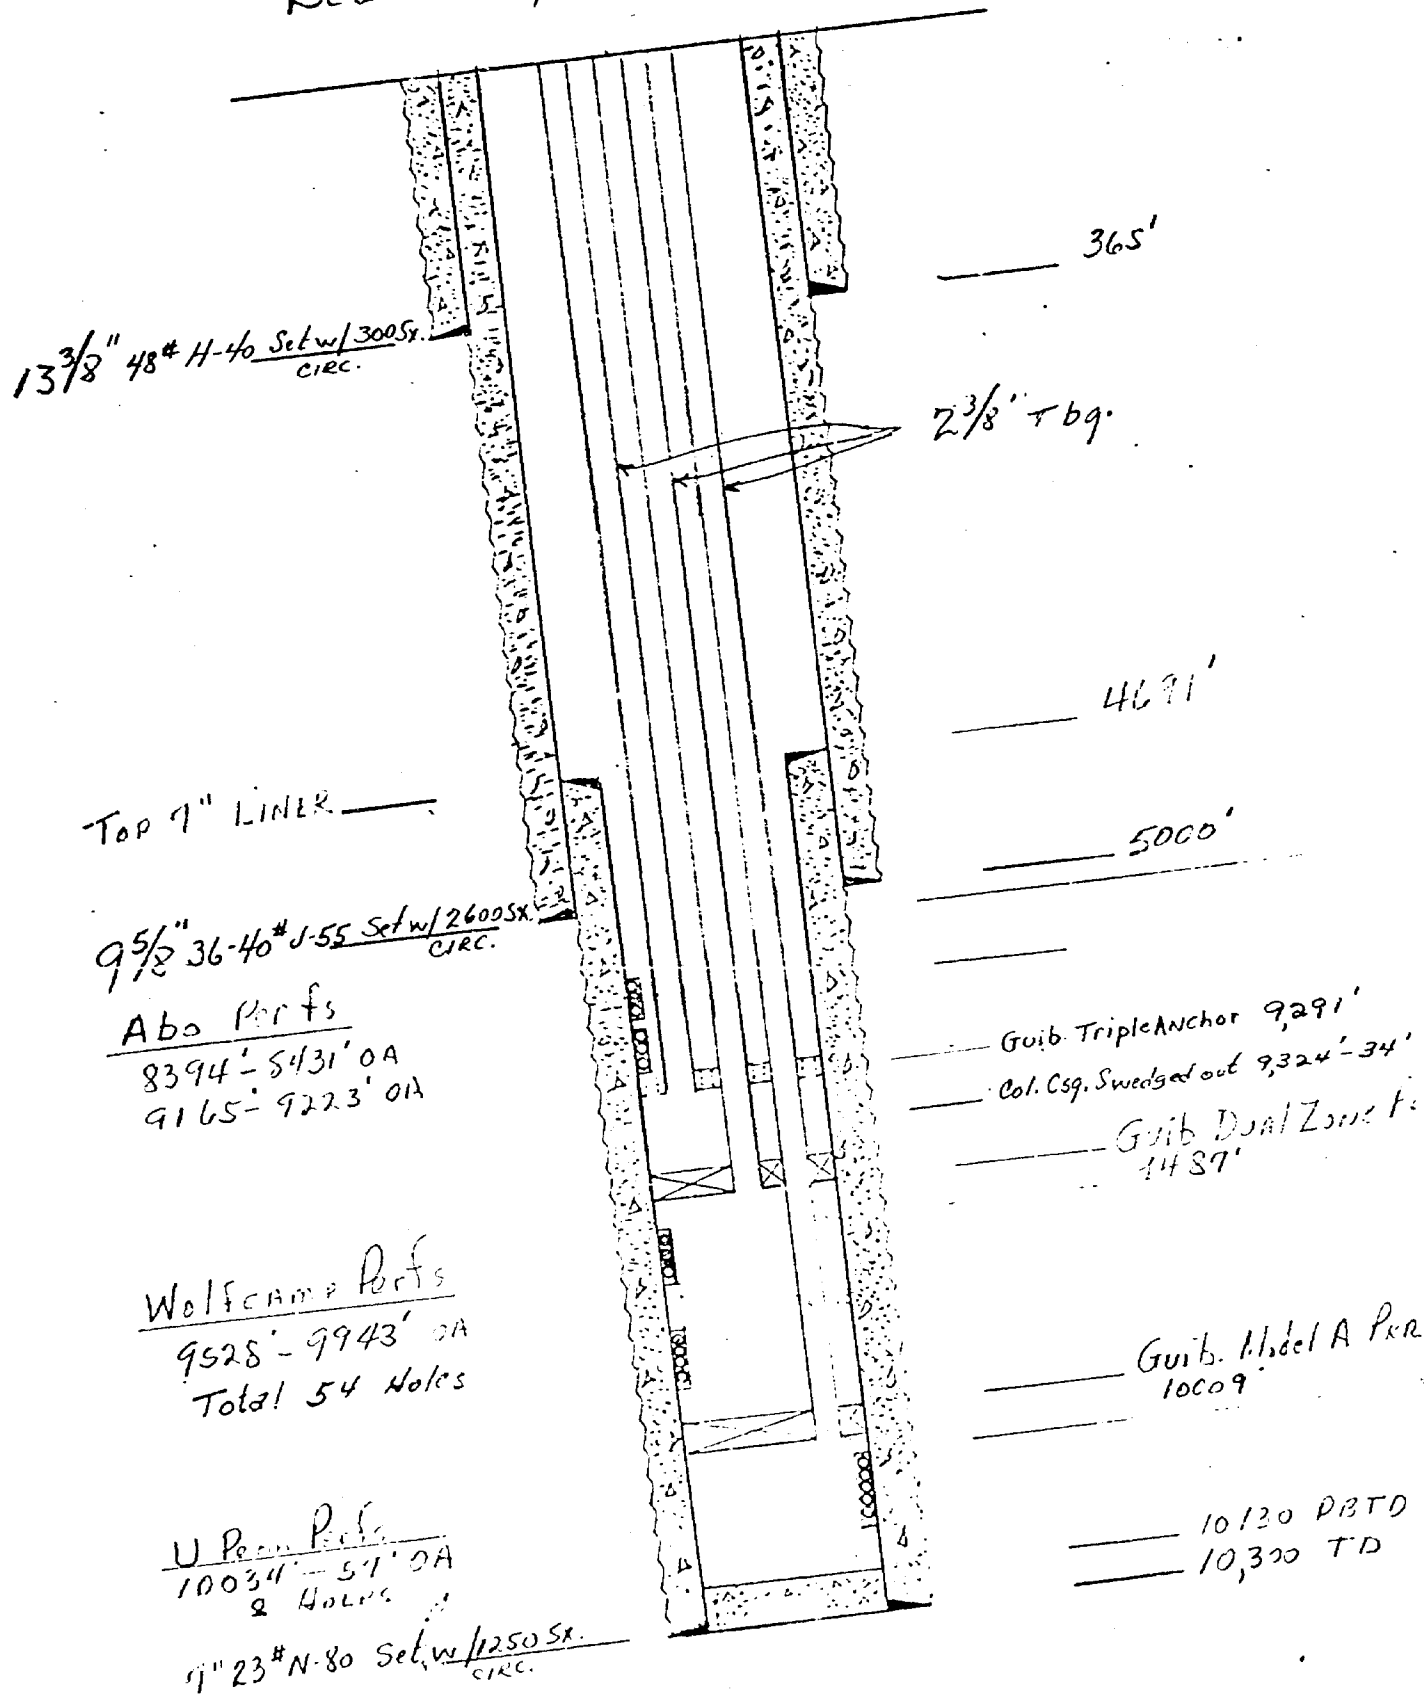 365'
13 3/8" 48# H-40 Set w/ 300 Sx.
CIRC.
2 3/8" Tbg.
4691'
Top 7" LINER
5000'
9 5/8" 36-40# J-55 Set w/ 2600 Sx.
CIRC.
Abo Perfs
8394'-8431' OA
9165'-9223' OA
Guib. Triple Anchor 9,291'
Col. Csg. Swedged out 9,324'-34'
Guib Dual Zone
Wolfcamp Perfs
9528'-9943' OA
Total 54 Holes
Guib. Model A PKR
10009'
U Penn Perfs
10034'-57' OA
8 HOLES
10130 PBTD
10,300 TD
7" 23# N-80 Set w/ 1250 Sx.
CIRC.